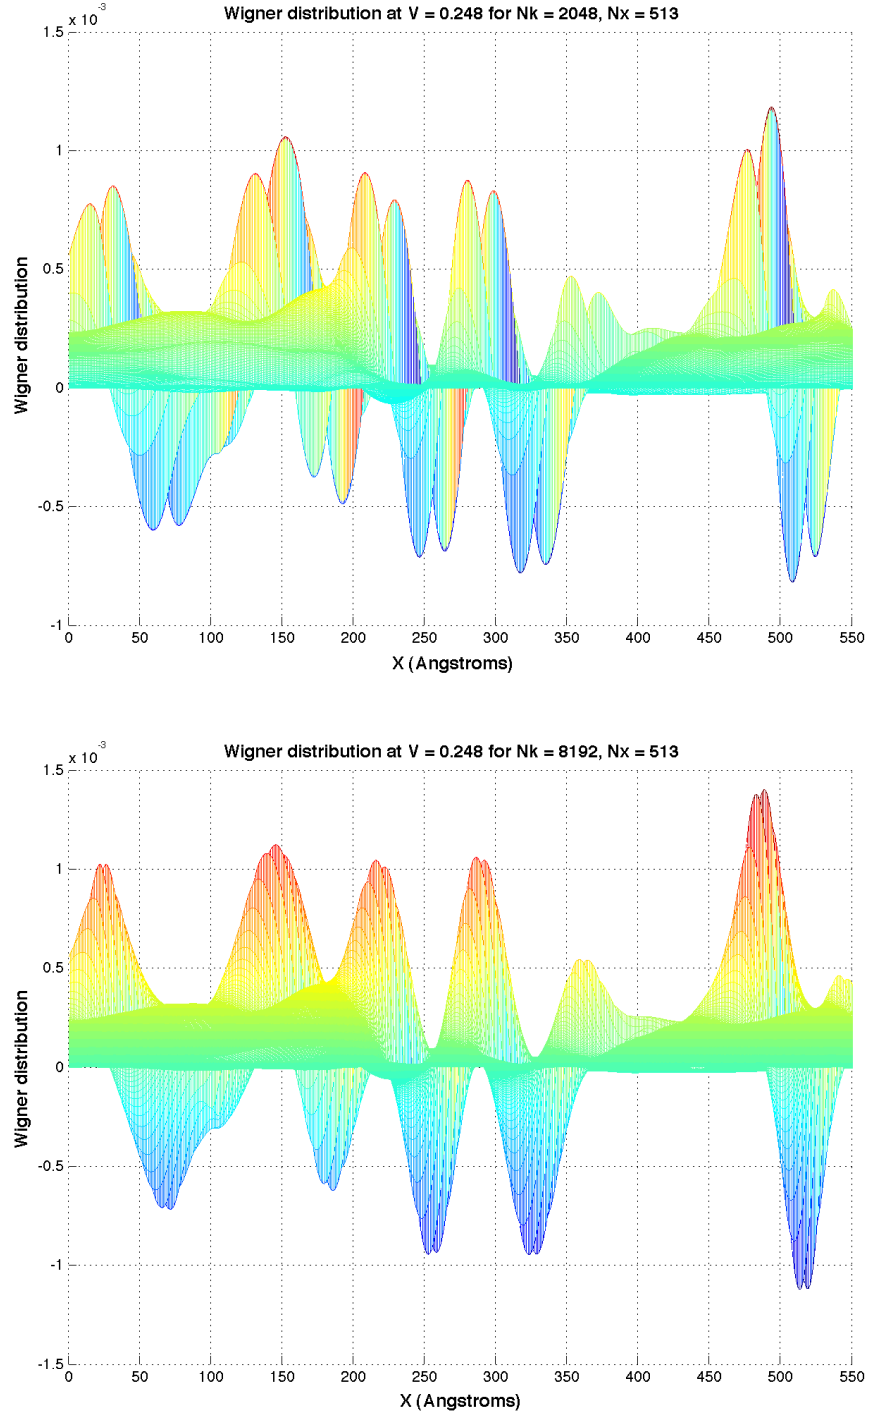 Wigner distribution at V = 0.248 for Nk = 2048, Nx = 513
x 10⁻³
1.5
1
0.5
0
-0.5
-1
Wigner distribution
0 50 100 150 200 250 300 350 400 450 500 550
X (Angstroms)
Wigner distribution at V = 0.248 for Nk = 8192, Nx = 513
x 10⁻³
1.5
1
0.5
0
-0.5
-1
-1.5
Wigner distribution
0 50 100 150 200 250 300 350 400 450 500 550
X (Angstroms)